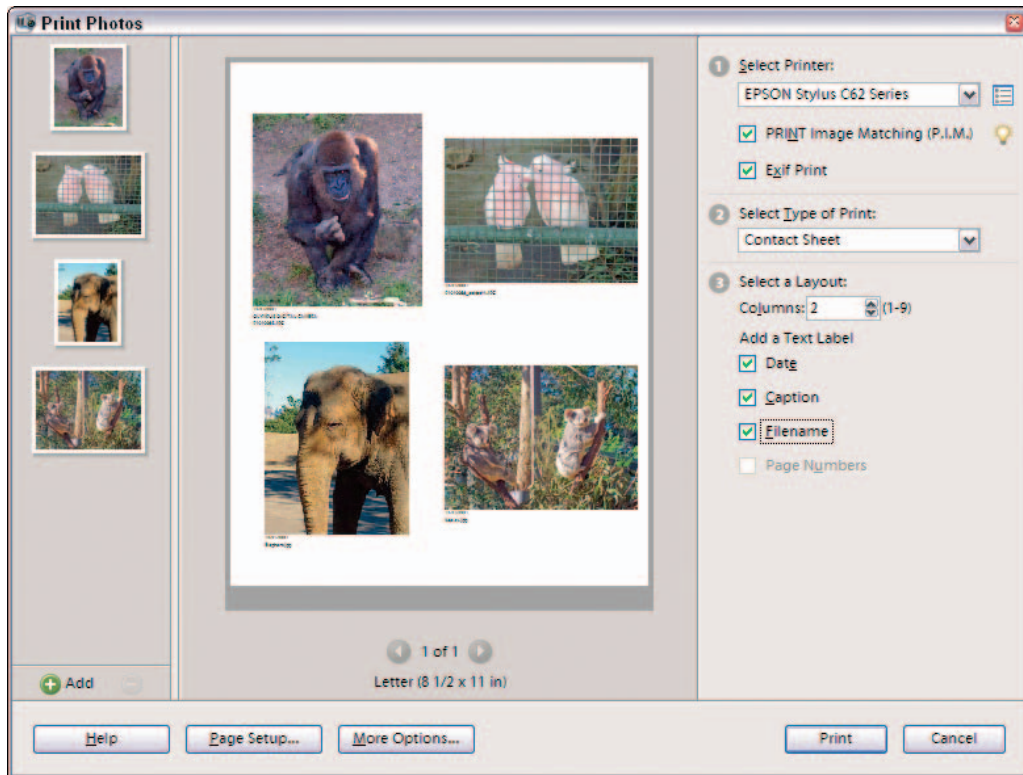 Print Photos
1 Select Printer:
EPSON Stylus C62 Series
PRINT Image Matching (P.I.M.)
Exif Print
2 Select Type of Print:
Contact Sheet
3 Select a Layout:
Columns: 2 (1-9)
Add a Text Label
Date
Caption
Filename
Page Numbers
1 of 1
Letter (8 1/2 x 11 in)
Add
Help
Page Setup...
More Options...
Print
Cancel